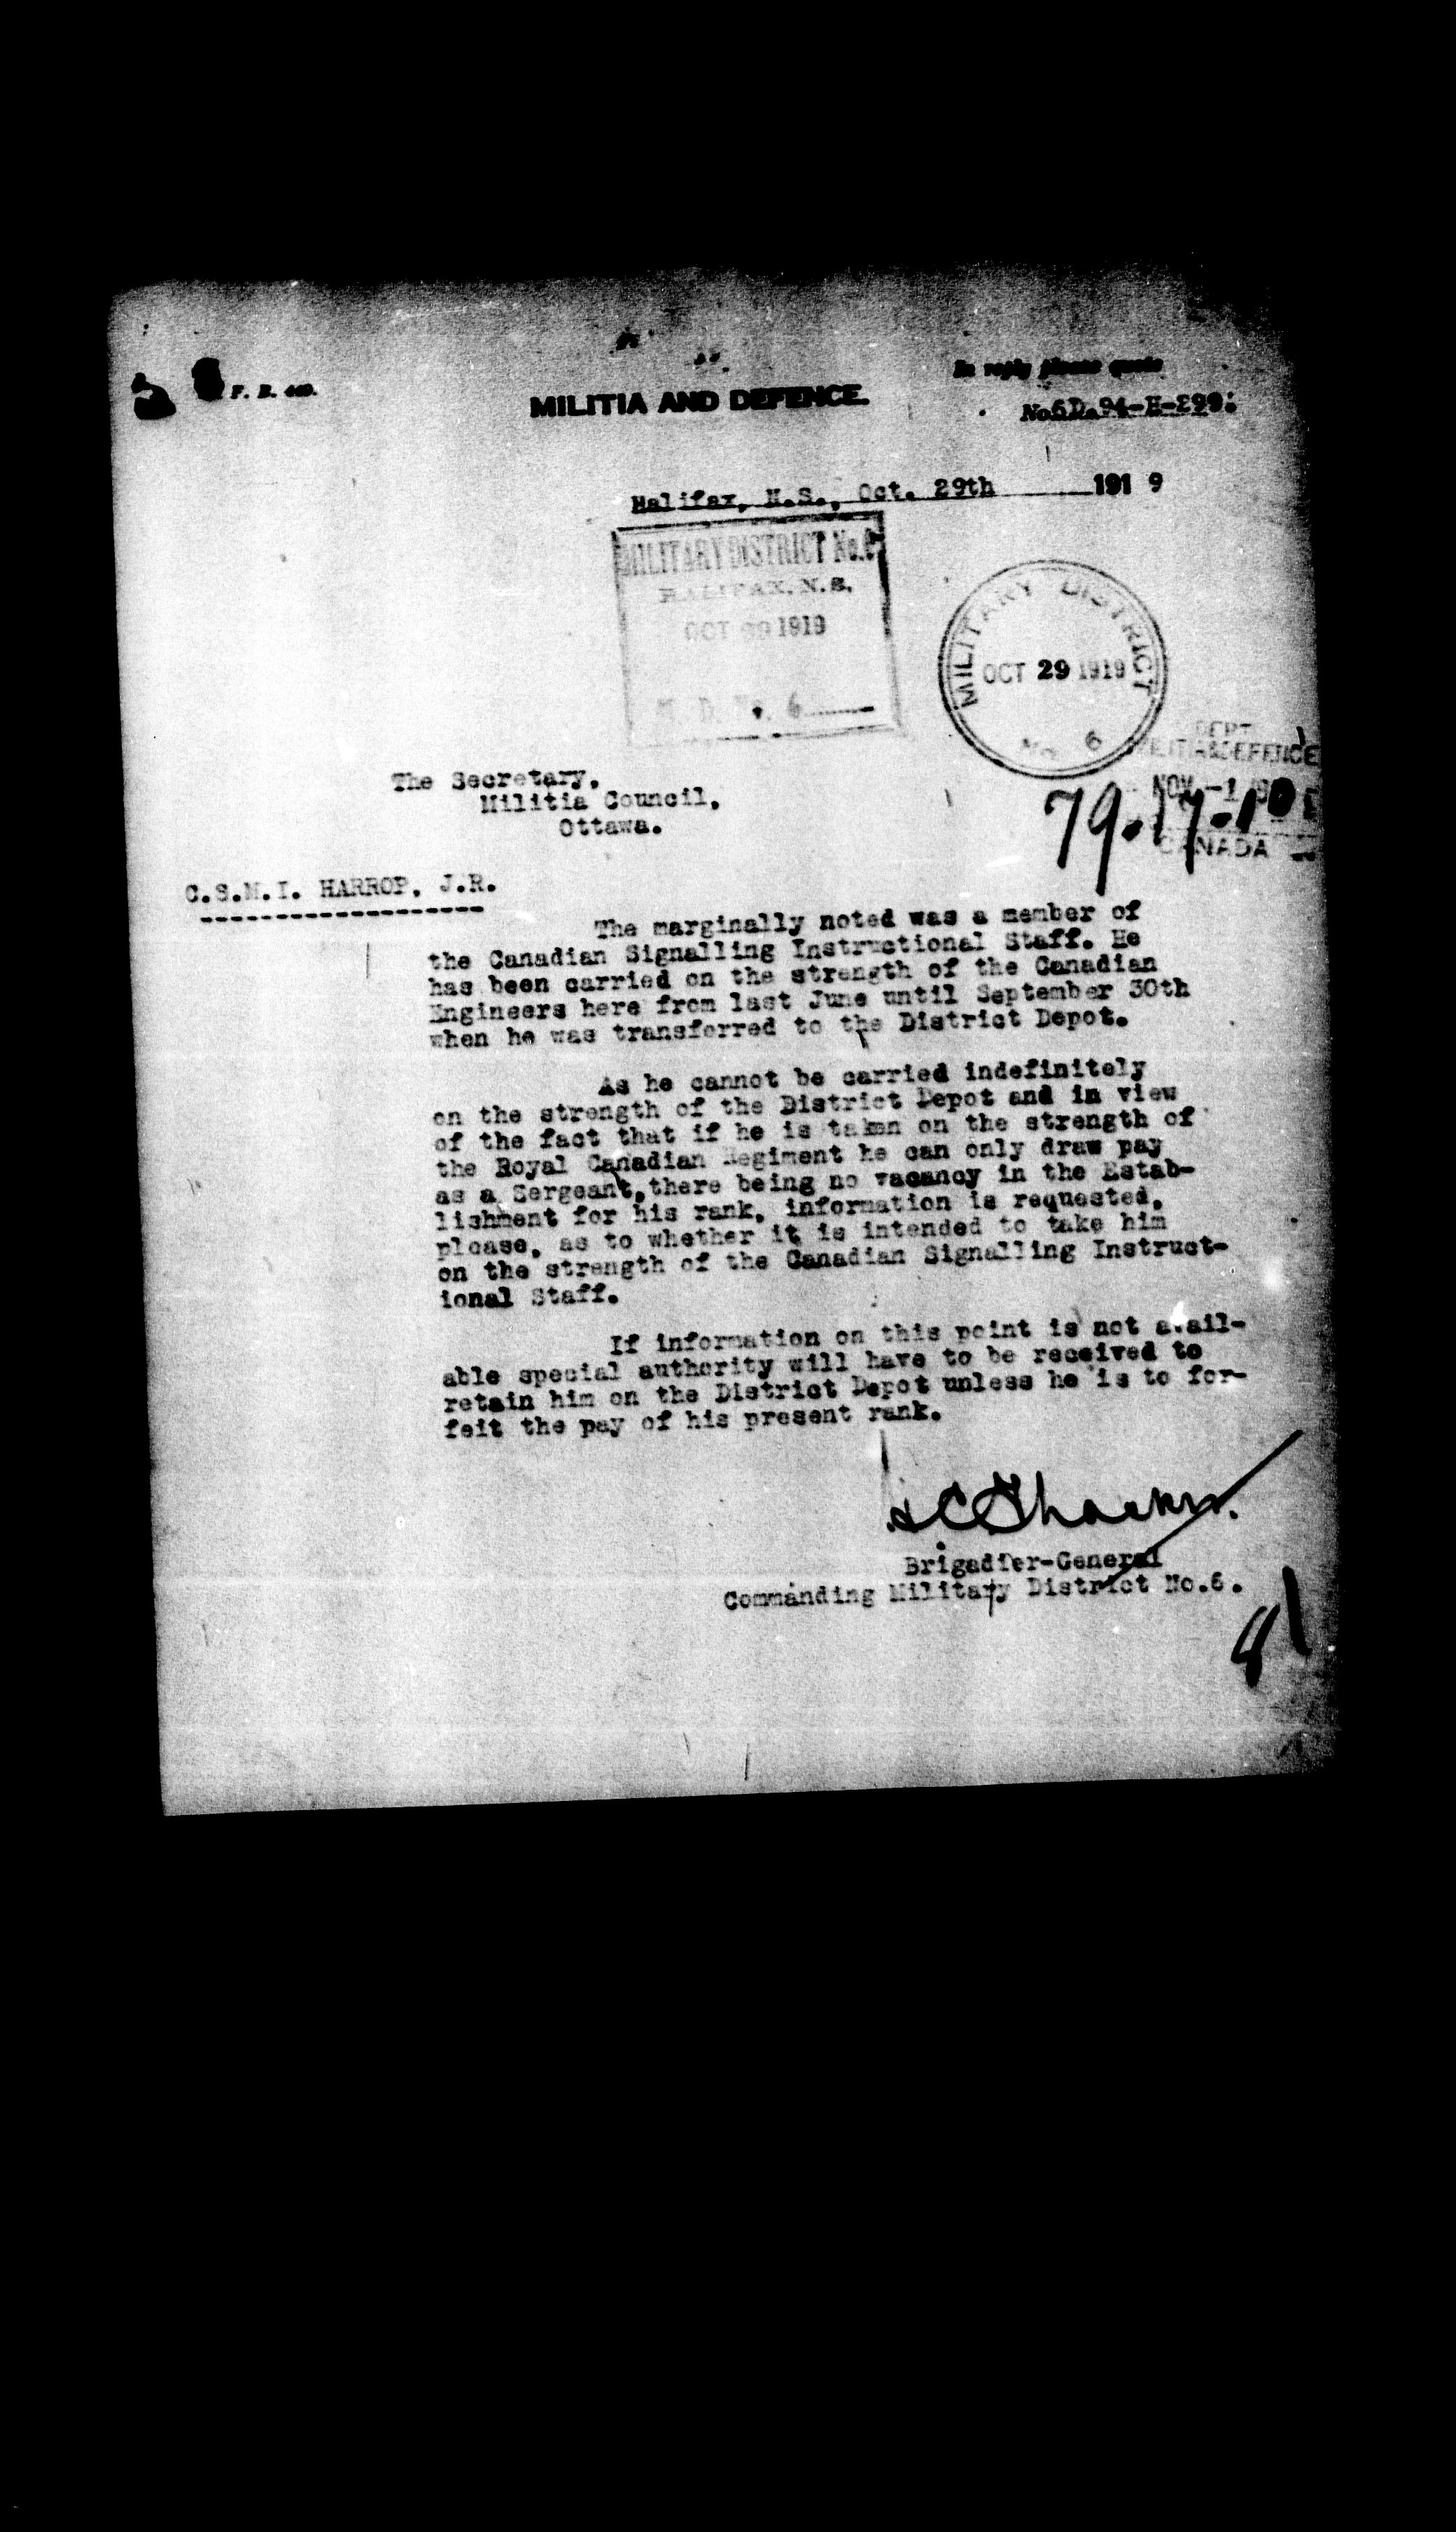 In reply please quote
F. B. 449.
MILITIA AND DEFENCE.
No. 6D. 94-H-299.
Halifax, N.S., Oct. 29th 1919
MILITARY DISTRICT No. 6
HALIFAX, N.S.
OCT 29 1919
M. D. No. 6
MILITARY DISTRICT
OCT 29 1919
No 6
DEPT.
MILITIA & DEFENCE
NOV -1
79-17-10
CANADA
The Secretary,
Militia Council,
Ottawa.
C.S.M.I. HARROP, J.R.
The marginally noted was a member of
the Canadian Signalling Instructional Staff. He
has been carried on the strength of the Canadian
Engineers here from last June until September 30th
when he was transferred to the District Depot.
As he cannot be carried indefinitely
on the strength of the District Depot and in view
of the fact that if he is taken on the strength of
the Royal Canadian Regiment he can only draw pay
as a Sergeant, there being no vacancy in the Estab-
lishment for his rank, information is requested,
please, as to whether it is intended to take him
on the strength of the Canadian Signalling Instruct-
ional Staff.
If information on this point is not avail-
able special authority will have to be received to
retain him on the District Depot unless he is to for-
feit the pay of his present rank.
Brigadier-General
Commanding Military District No.6.